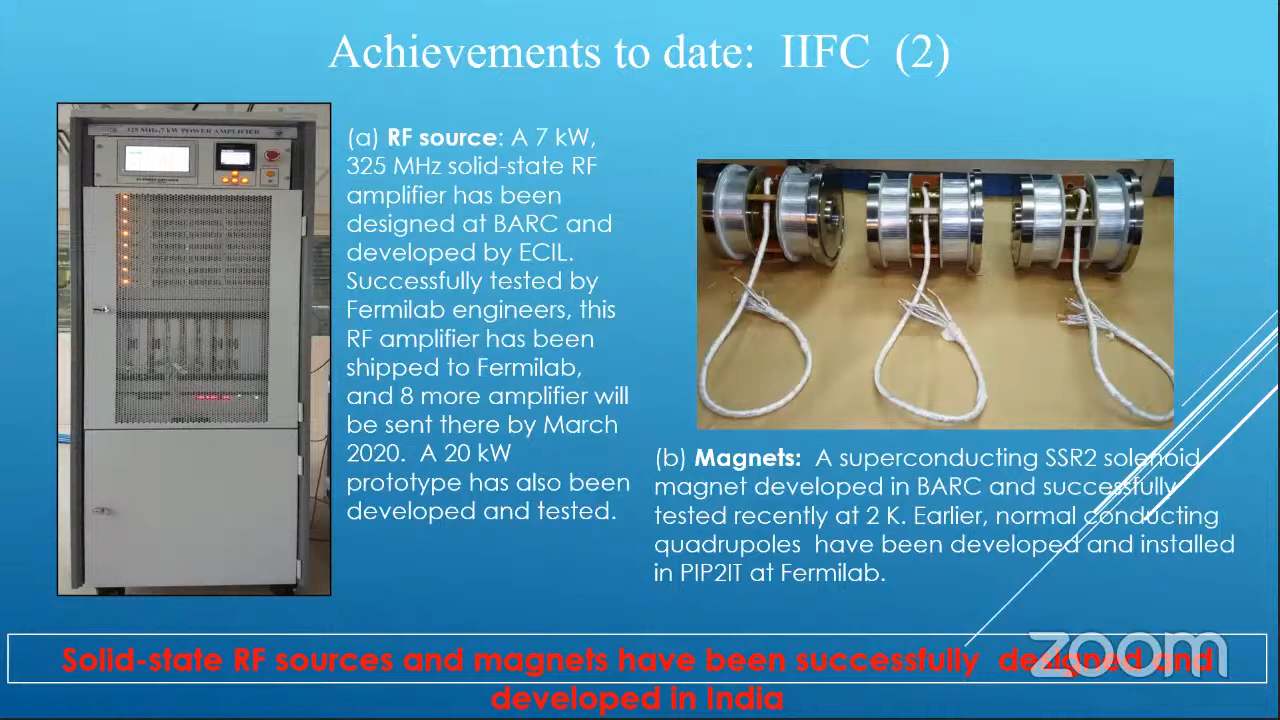 Achievements to date: IIFC (2)
325 MHz,7 kW POWER AMPLIFIER
(a) RF source: A 7 kW,
325 MHz solid-state RF
amplifier has been
designed at BARC and
developed by ECIL.
Successfully tested by
Fermilab engineers, this
RF amplifier has been
shipped to Fermilab,
and 8 more amplifier will
be sent there by March
2020. A 20 kW
prototype has also been
developed and tested.
(b) Magnets: A superconducting SSR2 solenoid
magnet developed in BARC and successfully
tested recently at 2 K. Earlier, normal conducting
quadrupoles have been developed and installed
in PIP2IT at Fermilab.
Solid-state RF sources and magnets have been successfully designed and
developed in India
zoom